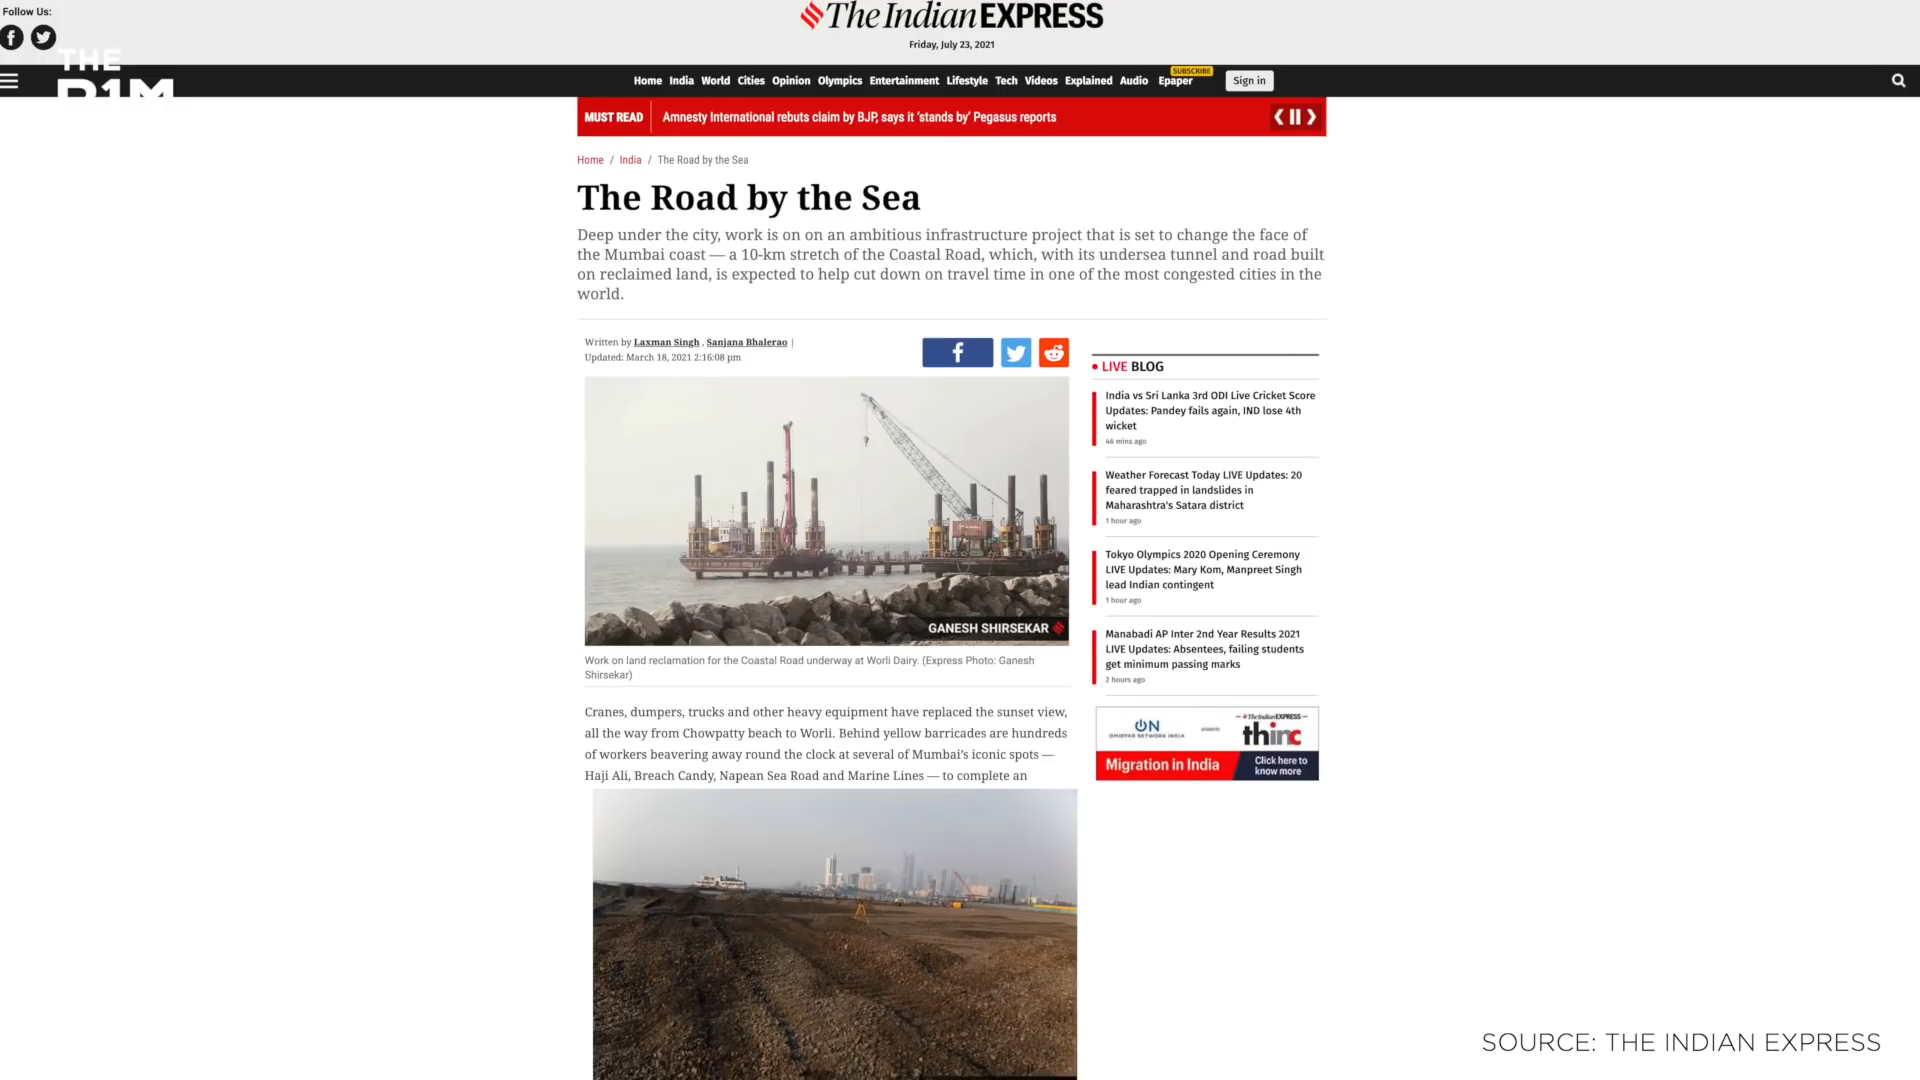 Follow Us:
The Indian EXPRESS
Friday, July 23, 2021
THE
B1M
Home India World Cities Opinion Olympics Entertainment Lifestyle Tech Videos Explained Audio Epaper SUBSCRIBE Sign in
MUST READ Amnesty International rebuts claim by BJP, says it ‘stands by’ Pegasus reports
Home / India / The Road by the Sea
The Road by the Sea
Deep under the city, work is on on an ambitious infrastructure project that is set to change the face of
the Mumbai coast — a 10-km stretch of the Coastal Road, which, with its undersea tunnel and road built
on reclaimed land, is expected to help cut down on travel time in one of the most congested cities in the
world.
Written by Laxman Singh , Sanjana Bhalerao |
Updated: March 18, 2021 2:16:08 pm
GANESH SHIRSEKAR
Work on land reclamation for the Coastal Road underway at Worli Dairy. (Express Photo: Ganesh
Shirsekar)
Cranes, dumpers, trucks and other heavy equipment have replaced the sunset view,
all the way from Chowpatty beach to Worli. Behind yellow barricades are hundreds
of workers beavering away round the clock at several of Mumbai’s iconic spots —
Haji Ali, Breach Candy, Napean Sea Road and Marine Lines — to complete an
LIVE BLOG
India vs Sri Lanka 3rd ODI Live Cricket Score
Updates: Pandey fails again, IND lose 4th
wicket
46 mins ago
Weather Forecast Today LIVE Updates: 20
feared trapped in landslides in
Maharashtra's Satara district
1 hour ago
Tokyo Olympics 2020 Opening Ceremony
LIVE Updates: Mary Kom, Manpreet Singh
lead Indian contingent
1 hour ago
Manabadi AP Inter 2nd Year Results 2021
LIVE Updates: Absentees, failing students
get minimum passing marks
2 hours ago
ON
OMIDYAR NETWORK INDIA
presents
The Indian EXPRESS
thinc
Migration in India
Click here to
know more
SOURCE: THE INDIAN EXPRESS